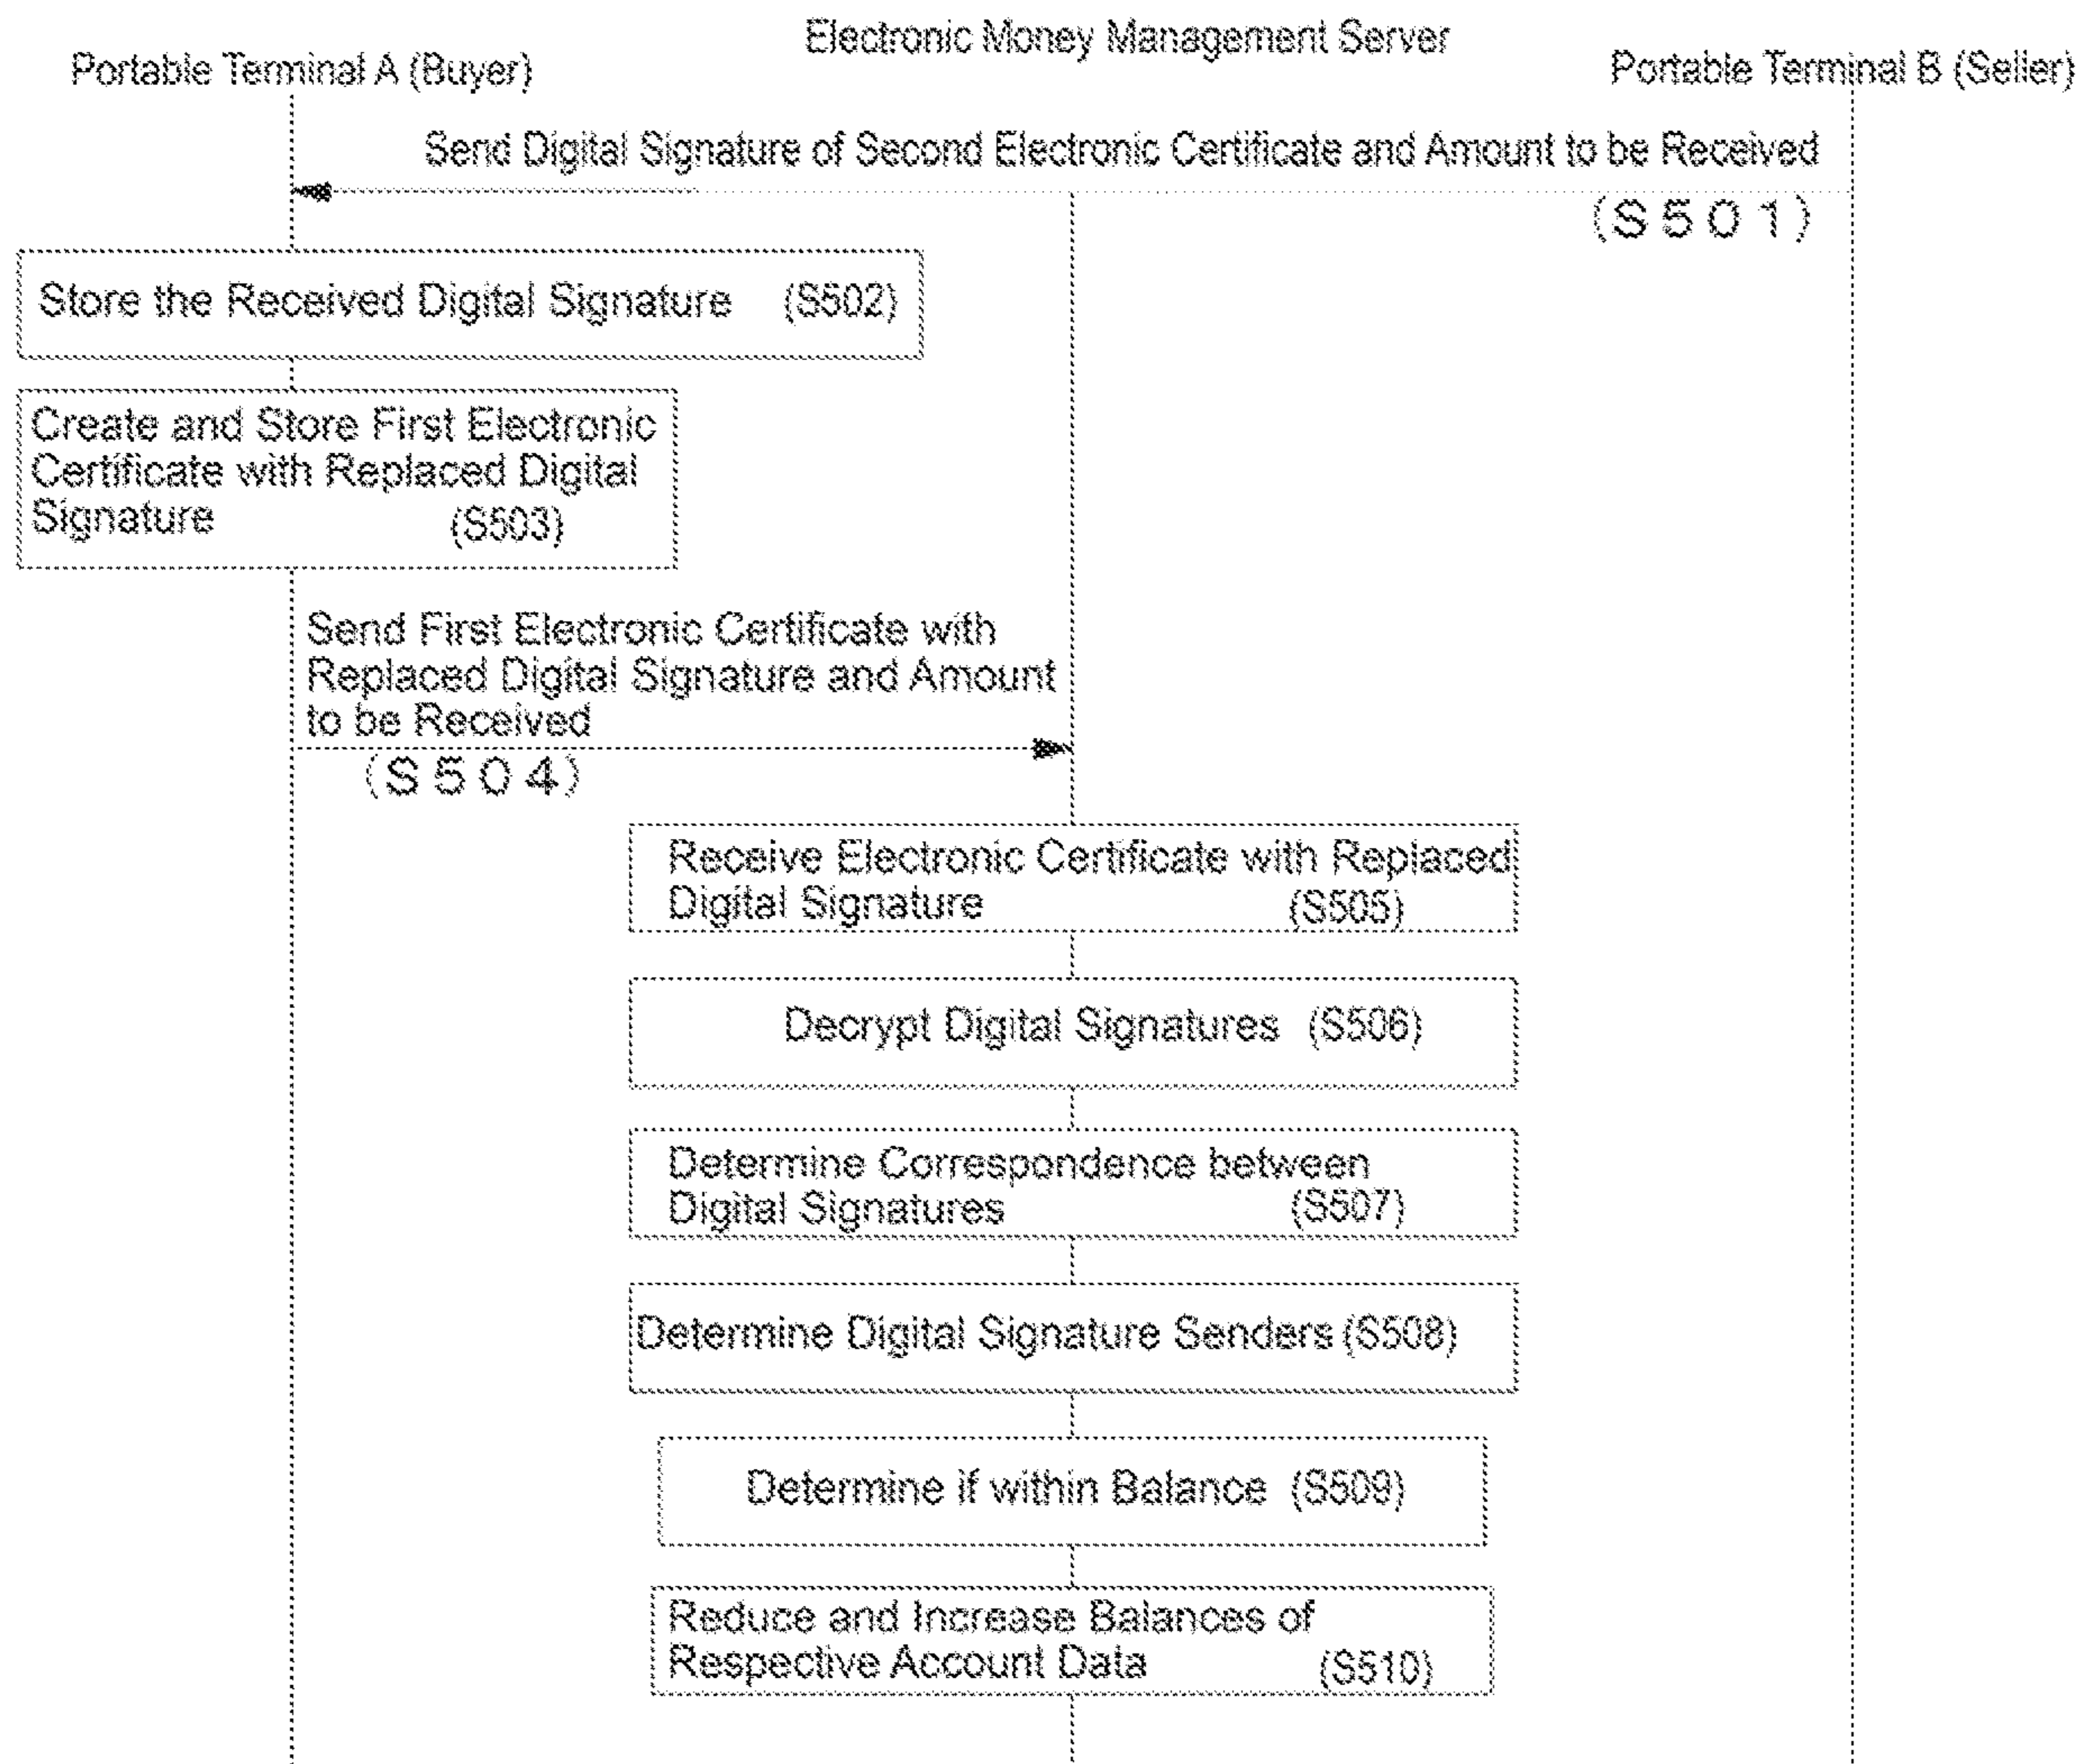 Electronic Money Management Server
Portable Terminal A (Buyer)
Portable Terminal B (Seller)
Send Digital Signature of Second Electronic Certificate and Amount to be Received
(S501)
Store the Received Digital Signature (S502)
Create and Store First Electronic
Certificate with Replaced Digital
Signature (S503)
Send First Electronic Certificate with
Replaced Digital Signature and Amount
to be Received
(S504)
Receive Electronic Certificate with Replaced
Digital Signature (S505)
Decrypt Digital Signatures (S506)
Determine Correspondence between
Digital Signatures (S507)
Determine Digital Signature Senders (S508)
Determine if within Balance (S509)
Reduce and Increase Balances of
Respective Account Data (S510)